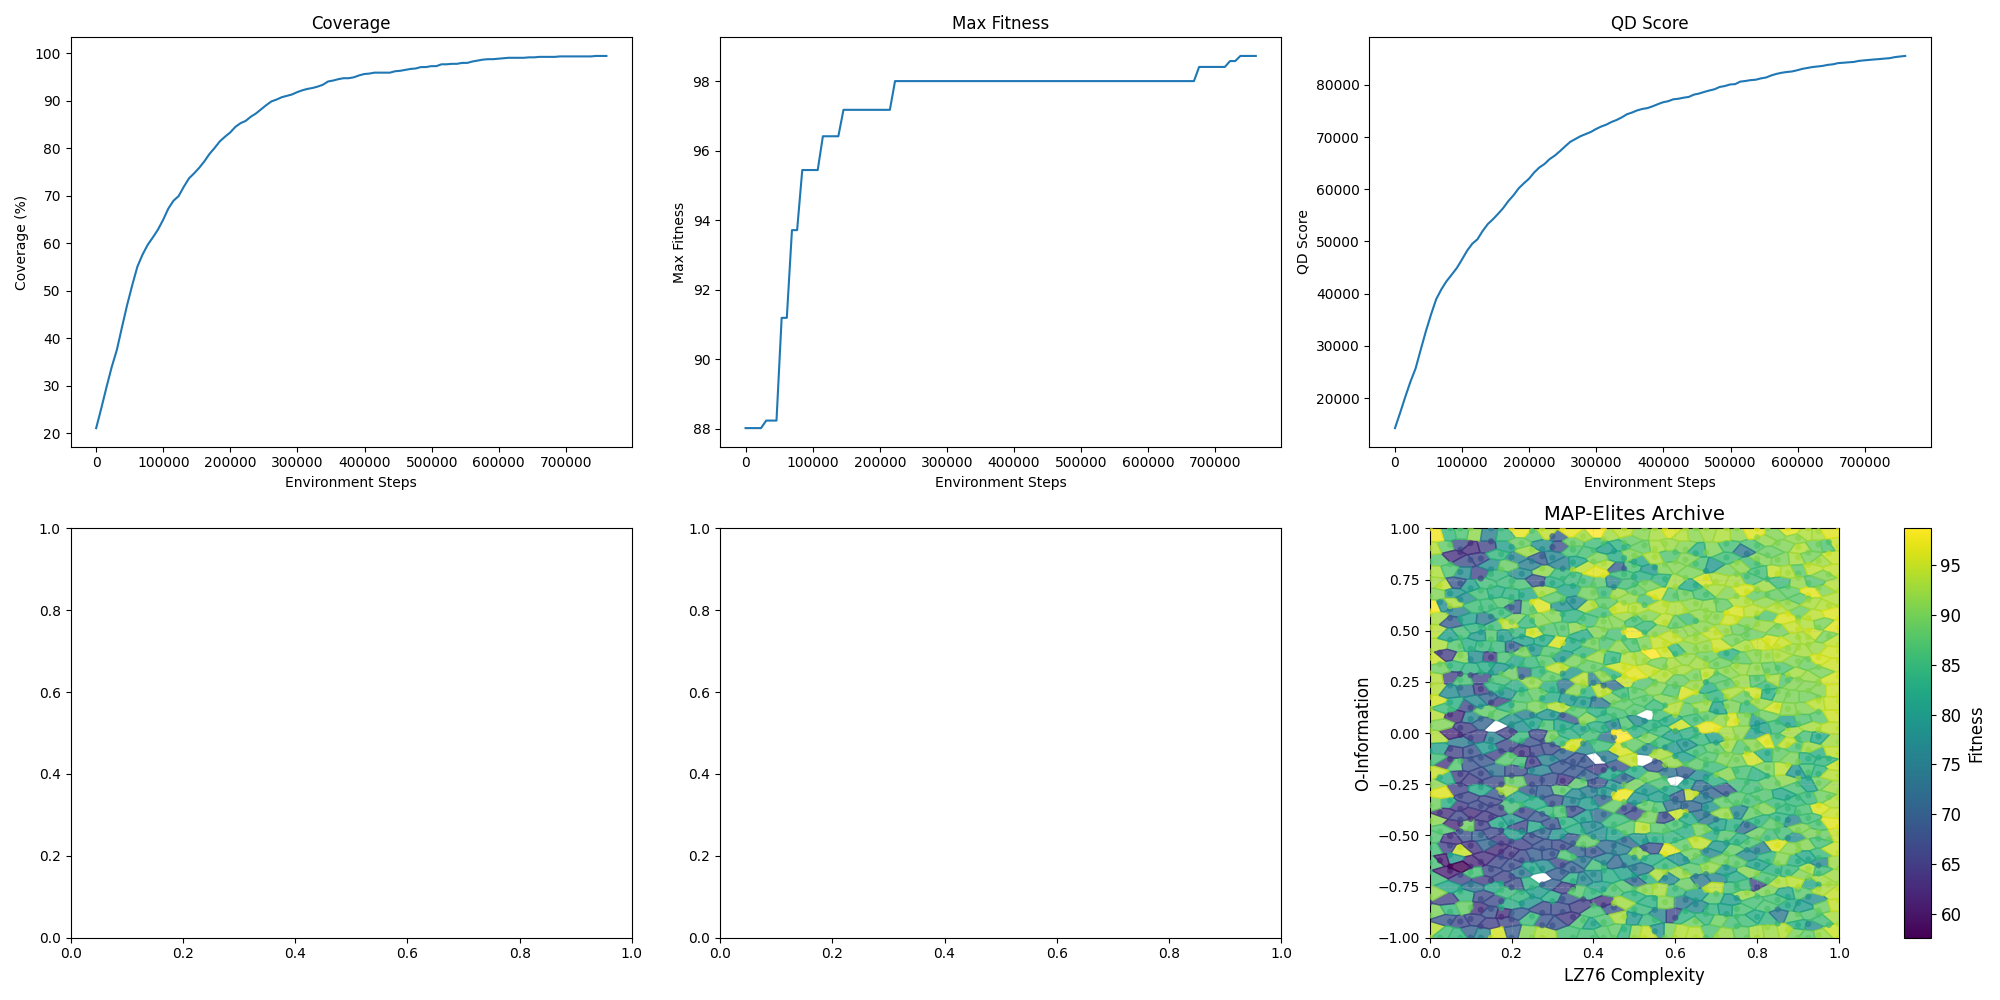 Coverage
Max Fitness
QD Score
Coverage (%)
100
90
80
70
60
50
40
30
20
0 100000 200000 300000 400000 500000 600000 700000
Environment Steps
Max Fitness
98
96
94
92
90
88
0 100000 200000 300000 400000 500000 600000 700000
Environment Steps
QD Score
80000
70000
60000
50000
40000
30000
20000
0 100000 200000 300000 400000 500000 600000 700000
Environment Steps
1.0
0.8
0.6
0.4
0.2
0.0
0.0 0.2 0.4 0.6 0.8 1.0
1.0
0.8
0.6
0.4
0.2
0.0
0.0 0.2 0.4 0.6 0.8 1.0
MAP-Elites Archive
O-Information
1.00
0.75
0.50
0.25
0.00
−0.25
−0.50
−0.75
−1.00
0.0 0.2 0.4 0.6 0.8 1.0
LZ76 Complexity
95
90
85
80
75
70
65
60
Fitness